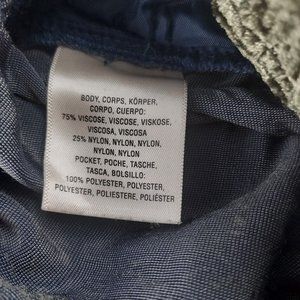 BODY, CORPS, KÖRPER,
CORPO, CUERPO:
75% VISCOSE, VISCOSE, VISKOSE,
VISCOSA, VISCOSA
25% NYLON, NYLON, NYLON,
NYLON, NYLON
POCKET, POCHE, TASCHE,
TASCA, BOLSILLO:
100% POLYESTER, POLYESTER,
POLYESTER, POLIESTERE, POLIÉSTER